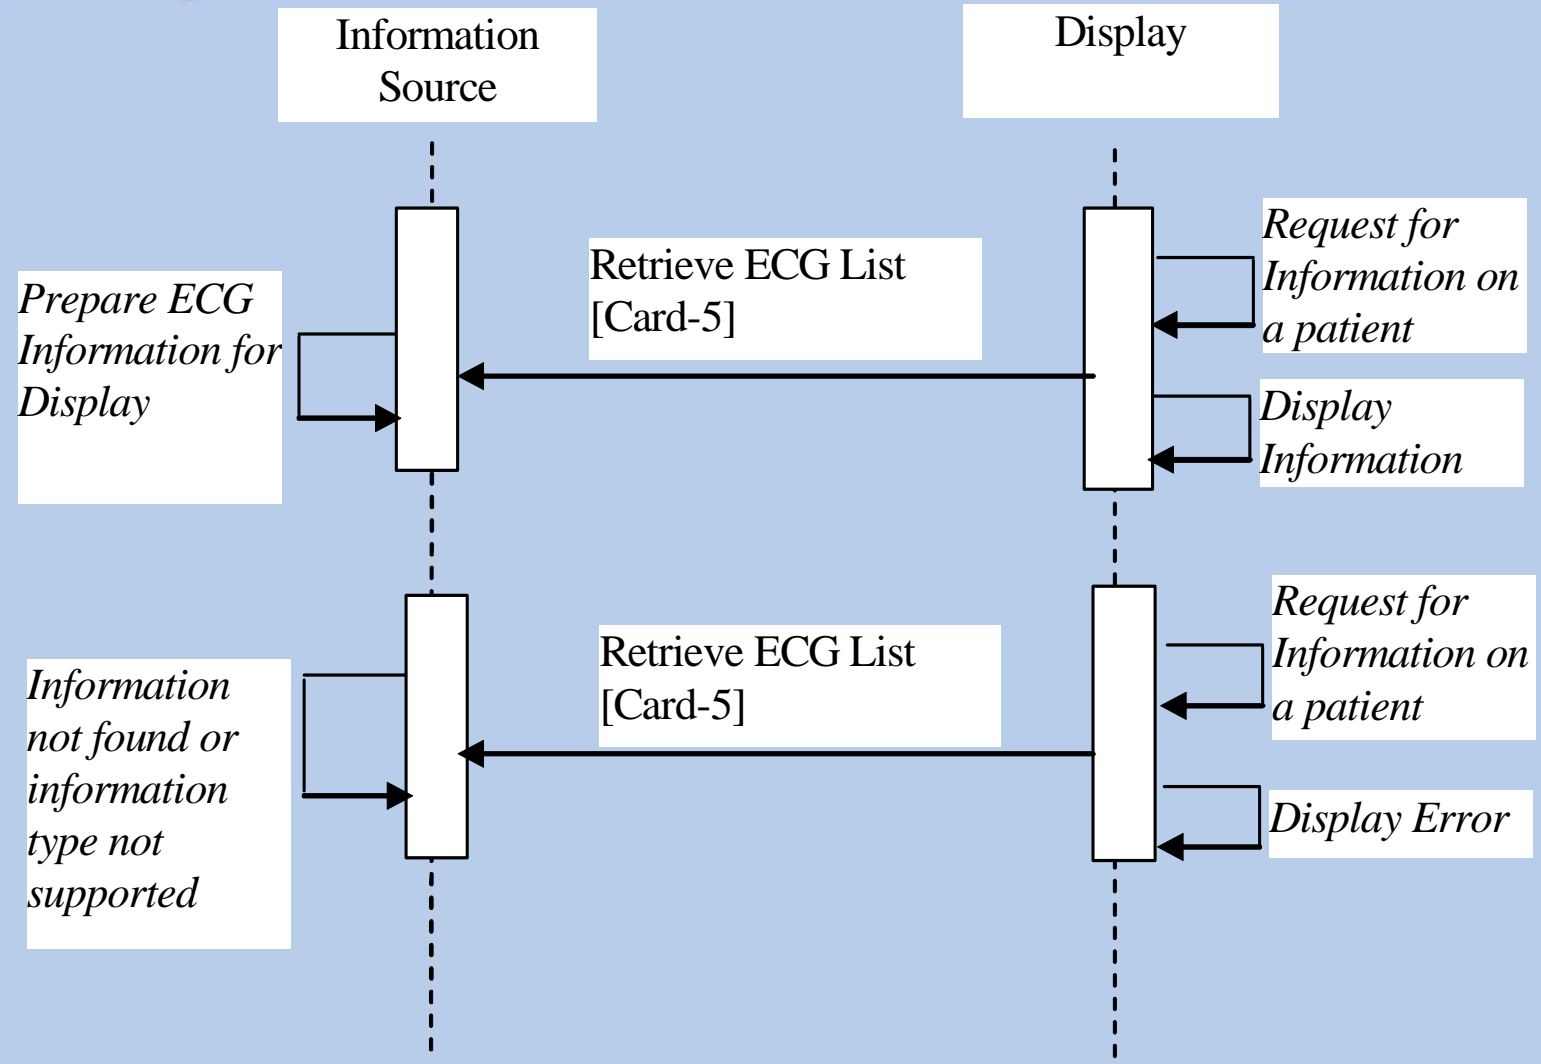 Information
Source
Display
Request for
Information on
a patient
Retrieve ECG List
[Card-5]
Prepare ECG
Information for
Display
Display
Information
Request for
Information on
a patient
Retrieve ECG List
[Card-5]
Information
not found or
information
type not
supported
Display Error